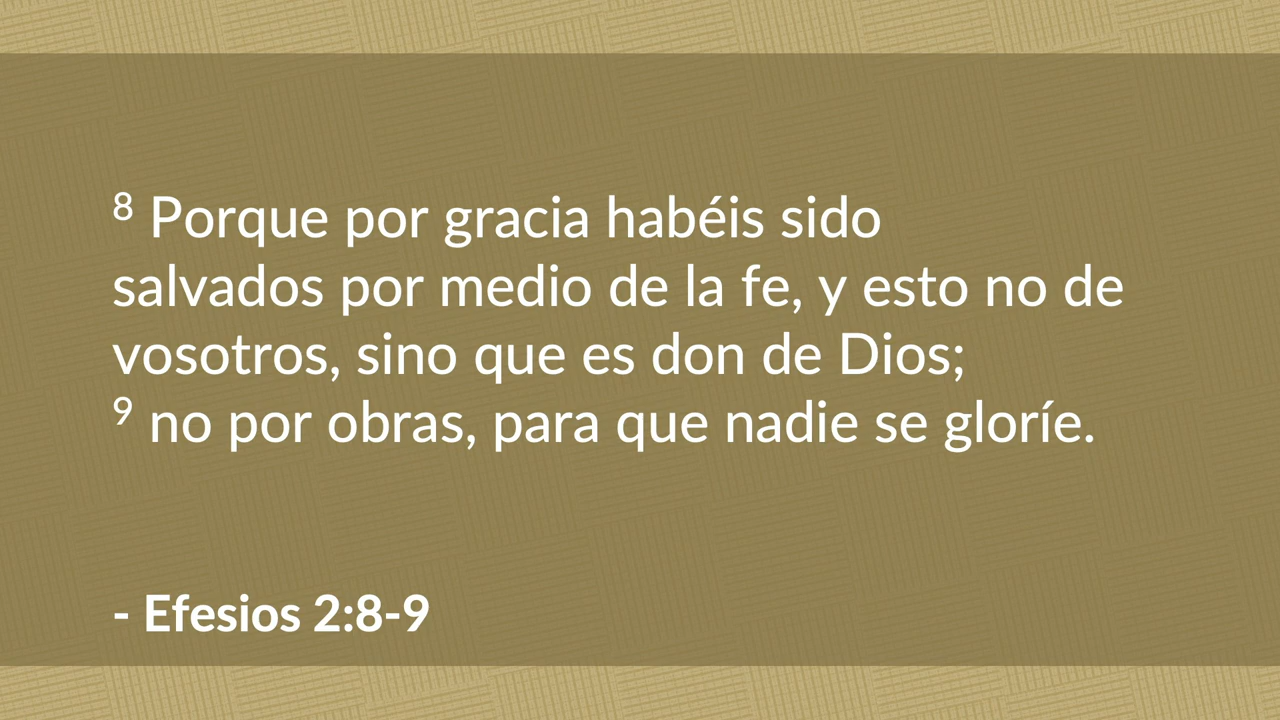 ⁸ Porque por gracia habéis sido
salvados por medio de la fe, y esto no de
vosotros, sino que es don de Dios;
⁹ no por obras, para que nadie se gloríe.
- Efesios 2:8-9